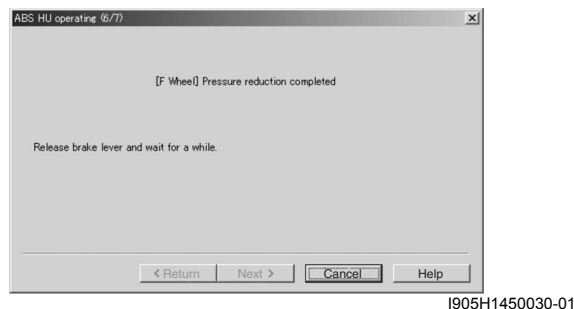 ABS HU operating (6/7)
[F Wheel] Pressure reduction completed
Release brake lever and wait for a while.
< Return Next > Cancel Help
I905H1450030-01